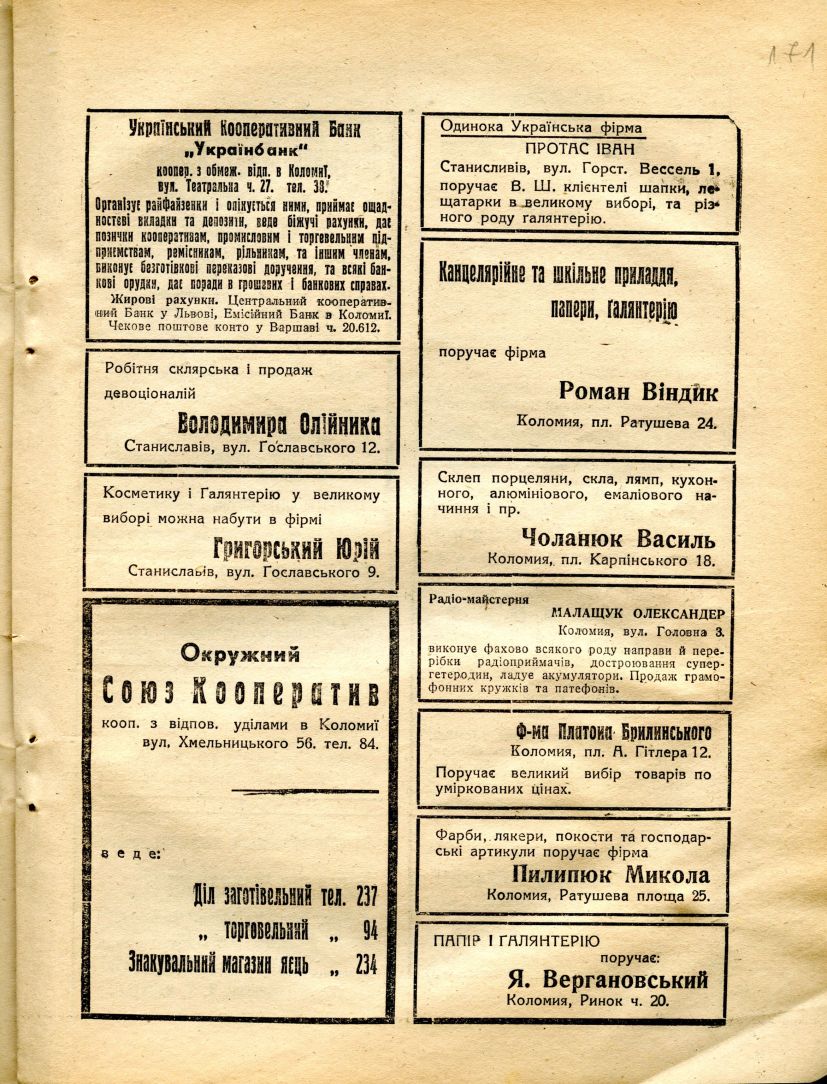 171
Український Кооперативний Банк
„Українбанк"
коопер. з обмеж. відп. в Коломиї,
вул. Театральна ч. 27. тел. 38.
Організує райфайзенки і опікується ними, приймає ощад-
ностеві вкладки та депозити, веде біжучі рахунки, дає
позички кооперативам, промисловим і торгевельним під-
приємствам, ремісникам, рільникам, та іншим членам,
виконує безготівкові переказові доручення, та всякі бан-
кові орудки, дає поради в грошевих і банкових справах.
Жирові рахунки. Центральний кооператив-
ний Банк у Львові, Емісійний Банк в Коломиї.
Чекове поштове конто у Варшаві ч. 20.612.
Робітня склярська і продаж
девоціоналій
Володимира Олійника
Станиславів, вул. Гославського 12.
Косметику і Галянтерію у великому
виборі можна набути в фірмі
Григорський Юрій
Станиславів, вул. Гославського 9.
Окружний
Союз Кооператив
кооп. з відпов. уділами в Коломиї
вул. Хмельницького 56. тел. 84.
веде:
Діл заготівельний тел. 237
„ торговельний „ 94
Знакувальний магазин яєць „ 234
Одинока Українська фірма
ПРОТАС ІВАН
Станисливів, вул. Горст. Вессель 1,
поручає В. Ш. клієнтелі шапки, ле-
щатарки в великому виборі, та різ-
ного роду галянтерію.
Канцелярійне та шкільне приладдя,
папери, ґалянтерію
поручає фірма
Роман Віндик
Коломия, пл. Ратушева 24.
Склеп порцеляни, скла, лямп, кухон-
ного, алюмініового, емаліового на-
чиння і пр.
Чоланюк Василь
Коломия, пл. Карпінського 18.
Радіо-майстерня
МАЛАЩУК ОЛЕКСАНДЕР
Коломия, вул. Головна 3.
виконує фахово всякого роду направи й пере-
рібки радіоприймачів, достроювання супер-
гетеродин, ладує акумулятори. Продаж грамо-
фонних кружків та патефонів.
Ф-ма Платона Брилинського
Коломия, пл. А. Гітлера 12.
Поручає великий вибір товарів по
уміркованих цінах.
Фарби, лякери, покости та господар-
ські артикули поручає фірма
Пилипюк Микола
Коломия, Ратушева площа 25.
ПАПІР І ГАЛЯНТЕРІЮ
поручає:
Я. Вергановський
Коломия, Ринок ч. 20.